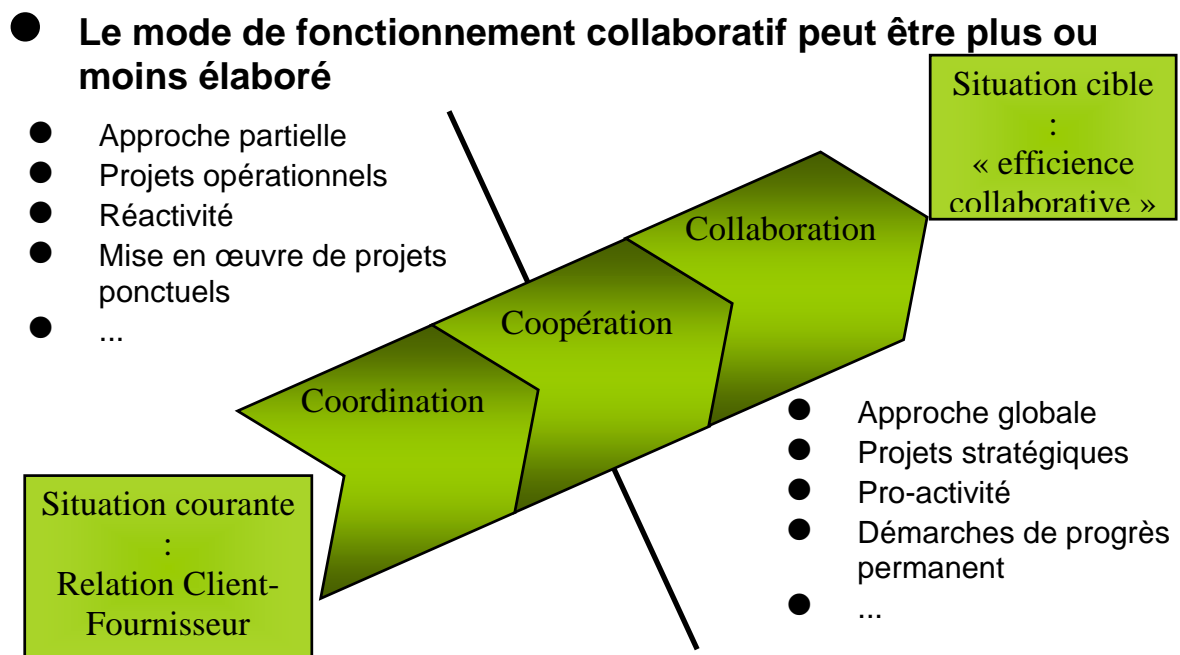 ● Le mode de fonctionnement collaboratif peut être plus ou
moins élaboré
● Approche partielle
● Projets opérationnels
● Réactivité
● Mise en œuvre de projets
ponctuels
● ...
Situation cible
:
« efficience
collaborative »
Collaboration
Coopération
Coordination
Situation courante
:
Relation Client-
Fournisseur
● Approche globale
● Projets stratégiques
● Pro-activité
● Démarches de progrès
permanent
● ...